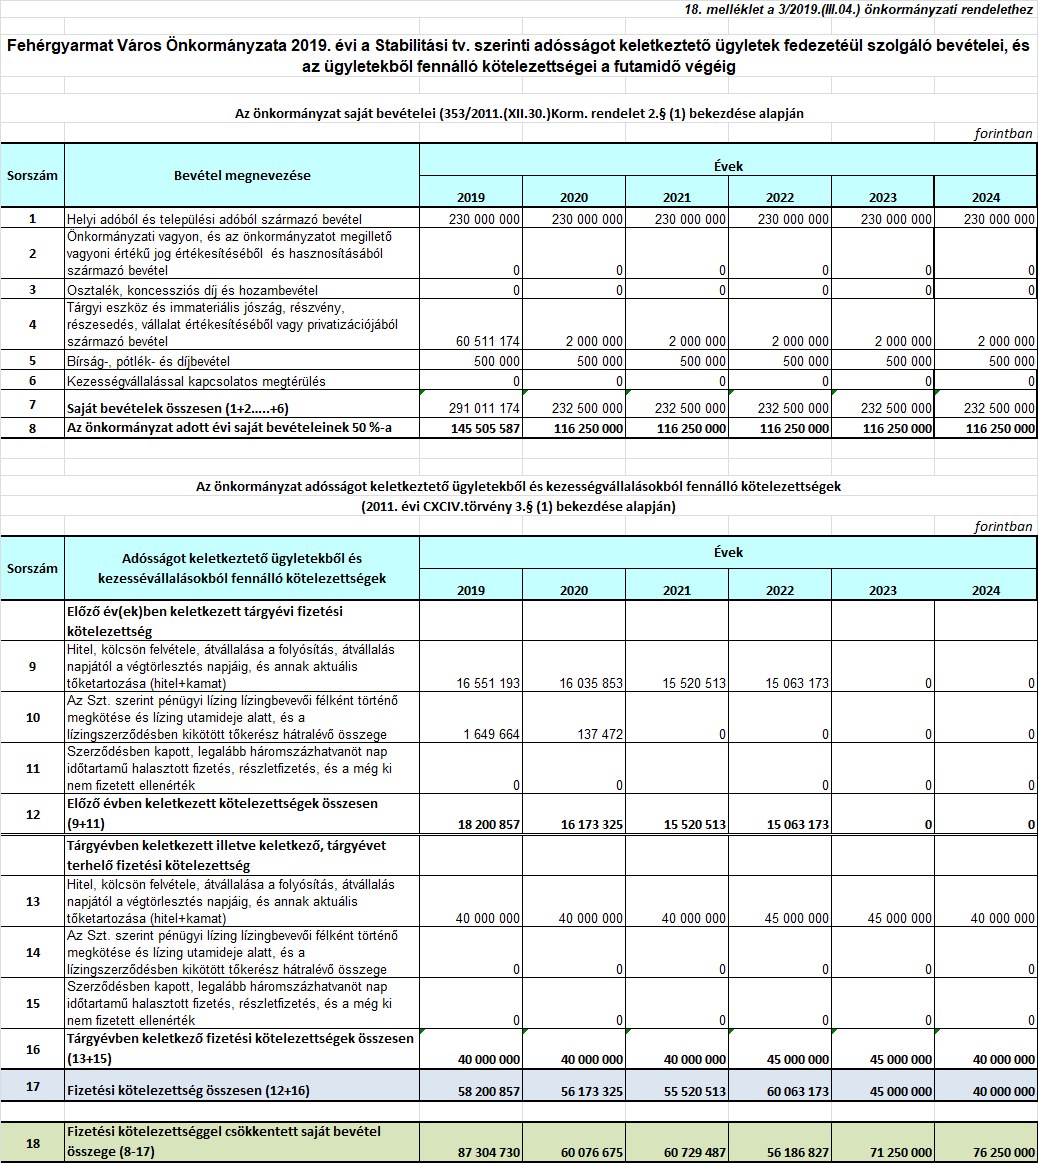 18. melléklet a 3/2019.(III.04.) önkormányzati rendelethez
Fehérgyarmat Város Önkormányzata 2019. évi a Stabilitási tv. szerinti adósságot keletkeztető ügyletek fedezetéül szolgáló bevételei, és
az ügyletekből fennálló kötelezettségei a futamidő végéig
Az önkormányzat saját bevételei (353/2011.(XII.30.)Korm. rendelet 2.§ (1) bekezdése alapján
forintban
Sorszám Bevétel megnevezése Évek
2019 2020 2021 2022 2023 2024
1 Helyi adóból és települési adóból származó bevétel 230 000 000 230 000 000 230 000 000 230 000 000 230 000 000 230 000 000
Önkormányzati vagyon, és az önkormányzatot megillető
2 vagyoni értékű jog értékesítéséből és hasznosításából
származó bevétel 0 0 0 0 0 0
3 Osztalék, koncessziós díj és hozambevétel 0 0 0 0 0 0
Tárgyi eszköz és immateriális jószág, részvény,
4 részesedés, vállalat értékesítéséből vagy privatizációjából
származó bevétel 60 511 174 2 000 000 2 000 000 2 000 000 2 000 000 2 000 000
5 Bírság-, pótlék- és díjbevétel 500 000 500 000 500 000 500 000 500 000 500 000
6 Kezességvállalással kapcsolatos megtérülés 0 0 0 0 0 0
7 Saját bevételek összesen (1+2.....+6) 291 011 174 232 500 000 232 500 000 232 500 000 232 500 000 232 500 000
8 Az önkormányzat adott évi saját bevételeinek 50 %-a 145 505 587 116 250 000 116 250 000 116 250 000 116 250 000 116 250 000
Az önkormányzat adósságot keletkeztető ügyletekből és kezességvállalásokból fennálló kötelezettségek
(2011. évi CXCIV.törvény 3.§ (1) bekezdése alapján)
forintban
Sorszám Adósságot keletkeztető ügyletekből és
kezessévállalásokból fennálló kötelezettségek Évek
2019 2020 2021 2022 2023 2024
Előző év(ek)ben keletkezett tárgyévi fizetési
kötelezettség
Hitel, kölcsön felvétele, átvállalása a folyósítás, átvállalás
9 napjától a végtörlesztés napjáig, és annak aktuális
tőketartozása (hitel+kamat) 16 551 193 16 035 853 15 520 513 15 063 173 0 0
Az Szt. szerint pénügyi lízing lízingbevevői félként történő
10 megkötése és lízing utamideje alatt, és a
lízingszerződésben kikötött tőkerész hátralévő összege 1 649 664 137 472 0 0 0 0
Szerződésben kapott, legalább háromszázhatvanöt nap
11 időtartamű halasztott fizetés, részletfizetés, és a még ki
nem fizetett ellenérték 0 0 0 0 0
Előző évben keletkezett kötelezettségek összesen
12 (9+11) 18 200 857 16 173 325 15 520 513 15 063 173 0 0
Tárgyévben keletkezett illetve keletkező, tárgyévet
terhelő fizetési kötelezettség
Hitel, kölcsön felvétele, átvállalása a folyósítás, átvállalás
13 napjától a végtörlesztés napjáig, és annak aktuális
tőketartozása (hitel+kamat) 40 000 000 40 000 000 40 000 000 45 000 000 45 000 000 40 000 000
Az Szt. szerint pénügyi lízing lízingbevevői félként történő
14 megkötése és lízing utamideje alatt, és a
lízingszerződésben kikötött tőkerész hátralévő összege 0 0 0 0 0 0
Szerződésben kapott, legalább háromszázhatvanöt nap
15 időtartamű halasztott fizetés, részletfizetés, és a még ki
nem fizetett ellenérték 0 0 0 0 0 0
Tárgyévben keletkező fizetési kötelezettségek összesen
16 (13+15) 40 000 000 40 000 000 40 000 000 45 000 000 45 000 000 40 000 000
17 Fizetési kötelezettség összesen (12+16) 58 200 857 56 173 325 55 520 513 60 063 173 45 000 000 40 000 000
Fizetési kötelezettséggel csökkentett saját bevétel
18 összege (8-17) 87 304 730 60 076 675 60 729 487 56 186 827 71 250 000 76 250 000